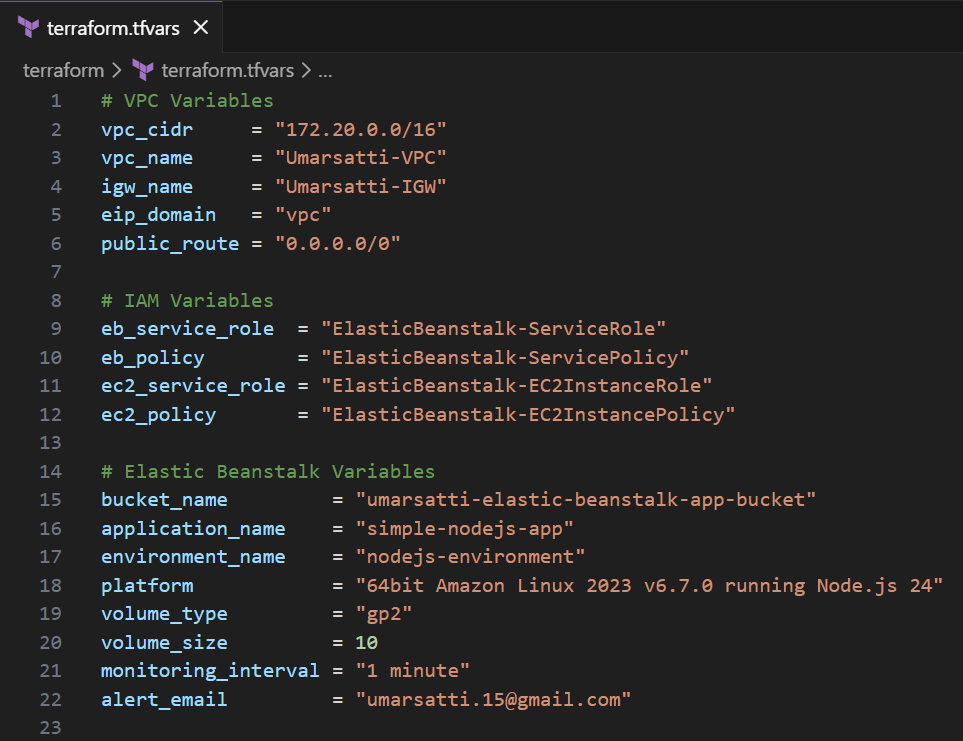 terraform.tfvars
terraform > terraform.tfvars > ...
1 # VPC Variables
2 vpc_cidr     = "172.20.0.0/16"
3 vpc_name     = "Umarsatti-VPC"
4 igw_name     = "Umarsatti-IGW"
5 eip_domain   = "vpc"
6 public_route = "0.0.0.0/0"
7
8 # IAM Variables
9 eb_service_role  = "ElasticBeanstalk-ServiceRole"
10 eb_policy        = "ElasticBeanstalk-ServicePolicy"
11 ec2_service_role = "ElasticBeanstalk-EC2InstanceRole"
12 ec2_policy       = "ElasticBeanstalk-EC2InstancePolicy"
13
14 # Elastic Beanstalk Variables
15 bucket_name         = "umarsatti-elastic-beanstalk-app-bucket"
16 application_name    = "simple-nodejs-app"
17 environment_name    = "nodejs-environment"
18 platform            = "64bit Amazon Linux 2023 v6.7.0 running Node.js 24"
19 volume_type         = "gp2"
20 volume_size         = 10
21 monitoring_interval = "1 minute"
22 alert_email         = "umarsatti.15@gmail.com"
23